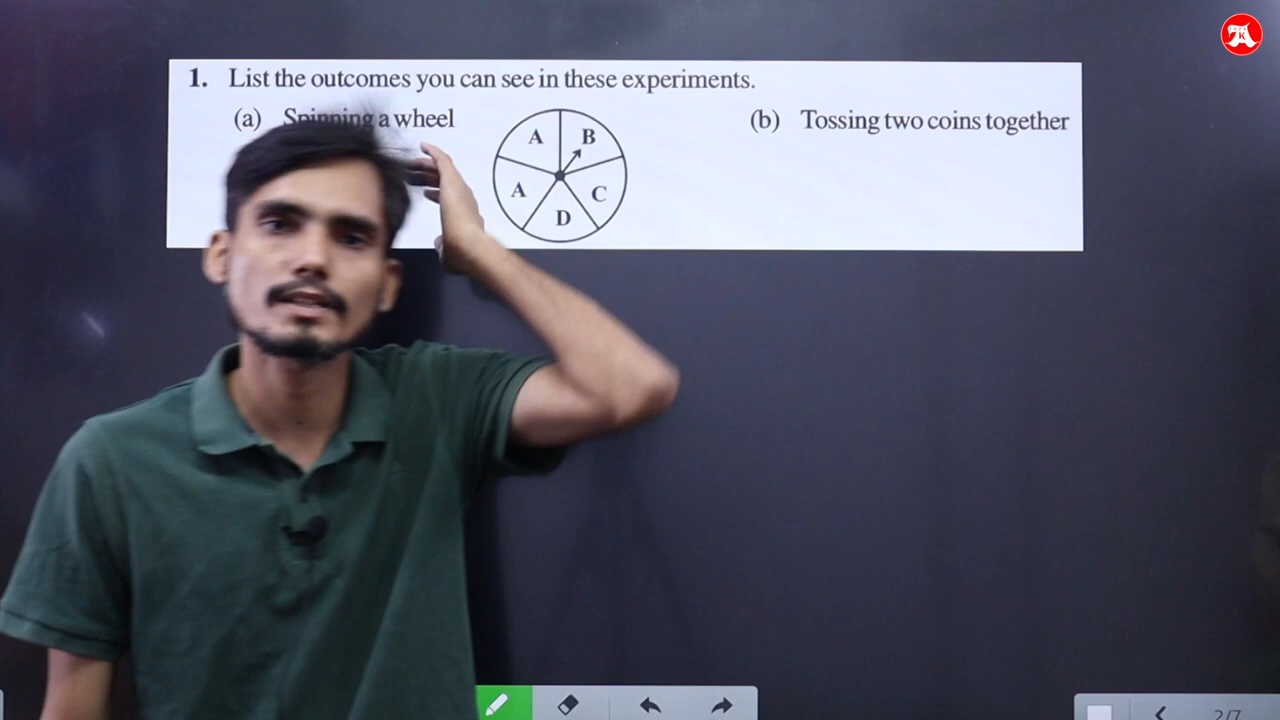 1. List the outcomes you can see in these experiments.
(a) Spinning a wheel
(b) Tossing two coins together
A B
A C
D
K
2/7